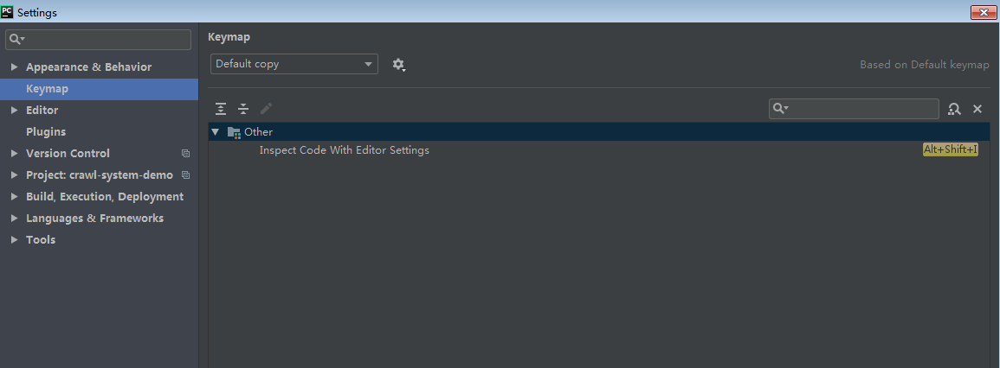 PC Settings
Keymap
Appearance & Behavior
Default copy
Based on Default keymap
Keymap
Editor
Plugins
Other
Version Control
Inspect Code With Editor Settings
Alt+Shift+I
Project: crawl-system-demo
Build, Execution, Deployment
Languages & Frameworks
Tools